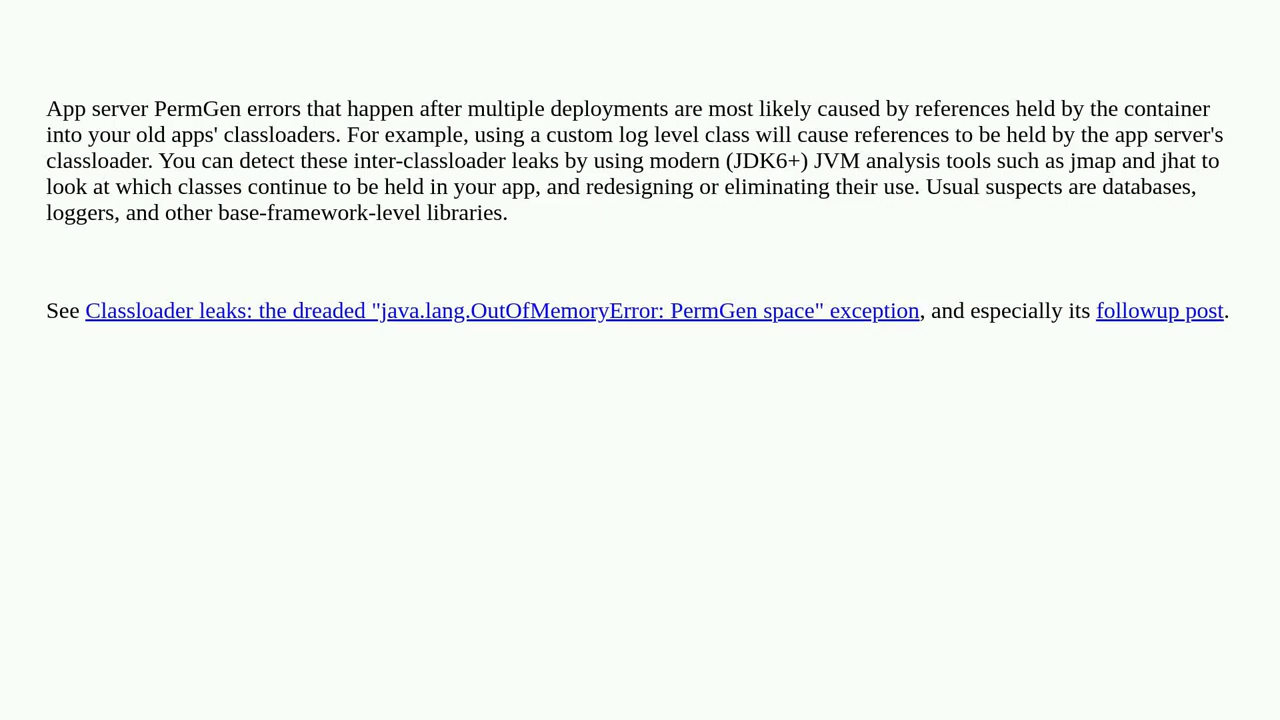 App server PermGen errors that happen after multiple deployments are most likely caused by references held by the container
into your old apps' classloaders. For example, using a custom log level class will cause references to be held by the app server's
classloader. You can detect these inter-classloader leaks by using modern (JDK6+) JVM analysis tools such as jmap and jhat to
look at which classes continue to be held in your app, and redesigning or eliminating their use. Usual suspects are databases,
loggers, and other base-framework-level libraries.
See Classloader leaks: the dreaded "java.lang.OutOfMemoryError: PermGen space" exception, and especially its followup post.